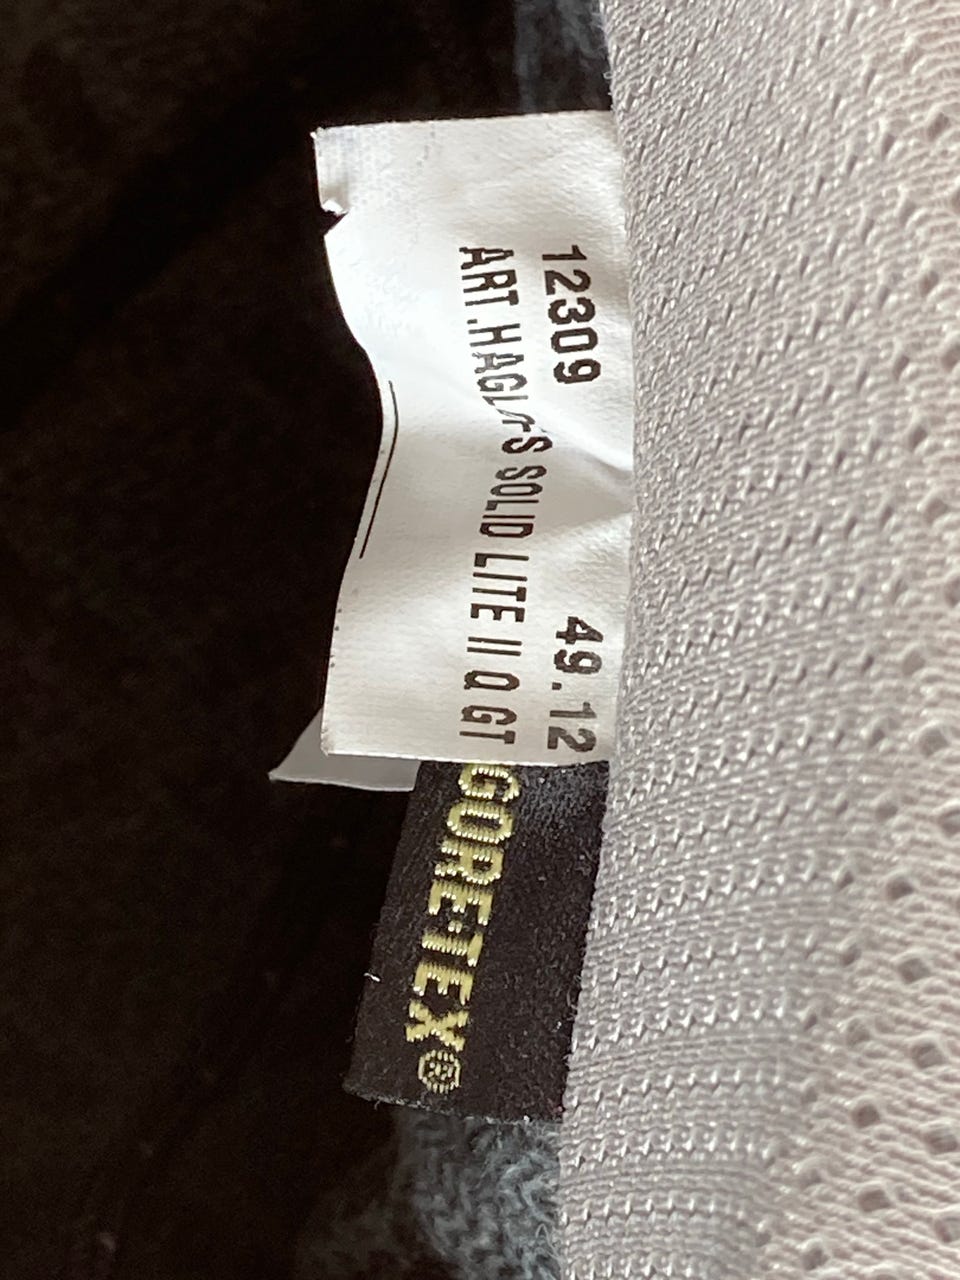 12309 49.12
ART.HAGLÖFS SOLID LITE II Q GT
GORE-TEX®